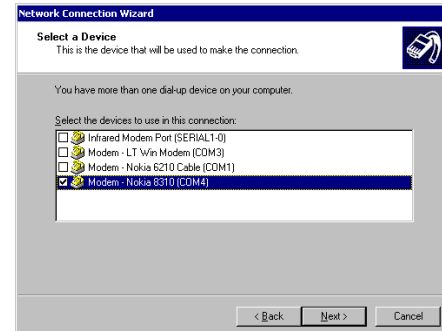 Network Connection Wizard
Select a Device
This is the device that will be used to make the connection.
You have more than one dial-up device on your computer.
Select the devices to use in this connection:
Infrared Modem Port (SERIAL1-0)
Modem - LT Win Modem (COM3)
Modem - Nokia 6210 Cable (COM1)
Modem - Nokia 8310 (COM4)
< Back Next > Cancel